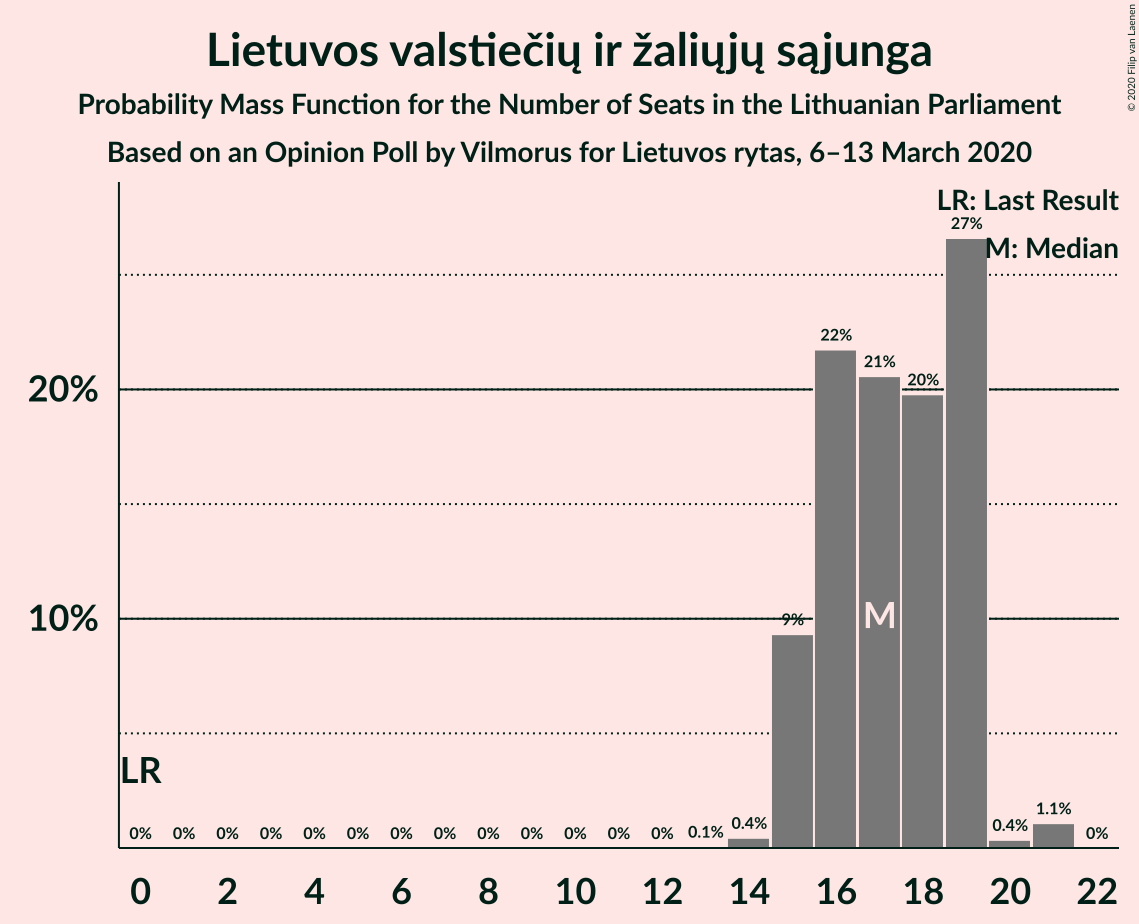 Lietuvos valstiečių ir žaliųjų sąjunga
Probability Mass Function for the Number of Seats in the Lithuanian Parliament
Based on an Opinion Poll by Vilmorus for Lietuvos rytas, 6–13 March 2020
© 2020 Filip van Laenen
LR: Last Result
M: Median
27%
22%
21%
20%
20%
10%
9%
M
LR
0% 0% 0% 0% 0% 0% 0% 0% 0% 0% 0% 0% 0% 0.1% 0.4% 0.4% 1.1% 0%
0 2 4 6 8 10 12 14 16 18 20 22